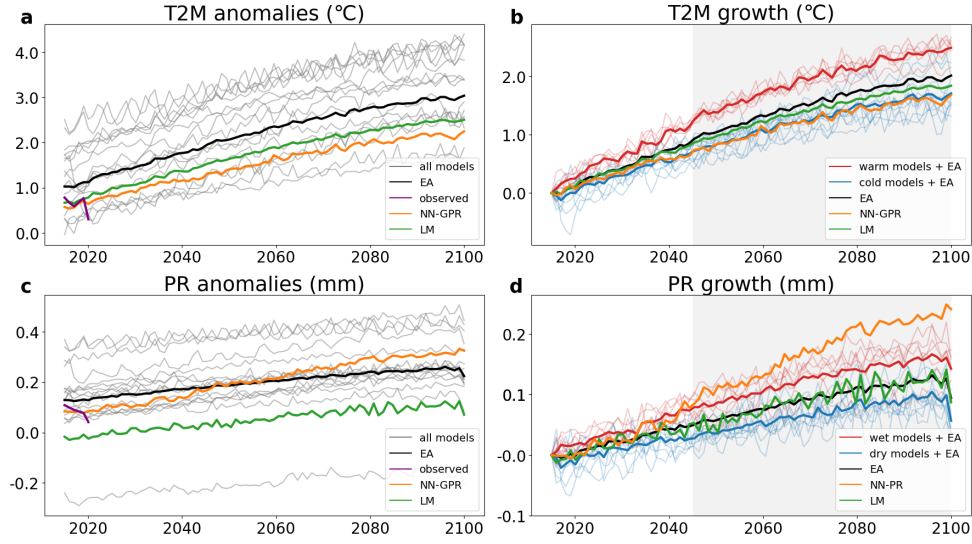 a T2M anomalies (℃)
4.0
3.0
2.0
1.0
0.0
all models
EA
observed
NN-GPR
LM
2020 2040 2060 2080 2100
b T2M growth (℃)
2.0
1.0
0.0
warm models + EA
cold models + EA
EA
NN-GPR
LM
2020 2040 2060 2080 2100
c PR anomalies (mm)
0.4
0.2
0.0
-0.2
all models
EA
observed
NN-GPR
LM
2020 2040 2060 2080 2100
d PR growth (mm)
0.2
0.1
-0.0
-0.1
wet models + EA
dry models + EA
EA
NN-PR
LM
2020 2040 2060 2080 2100